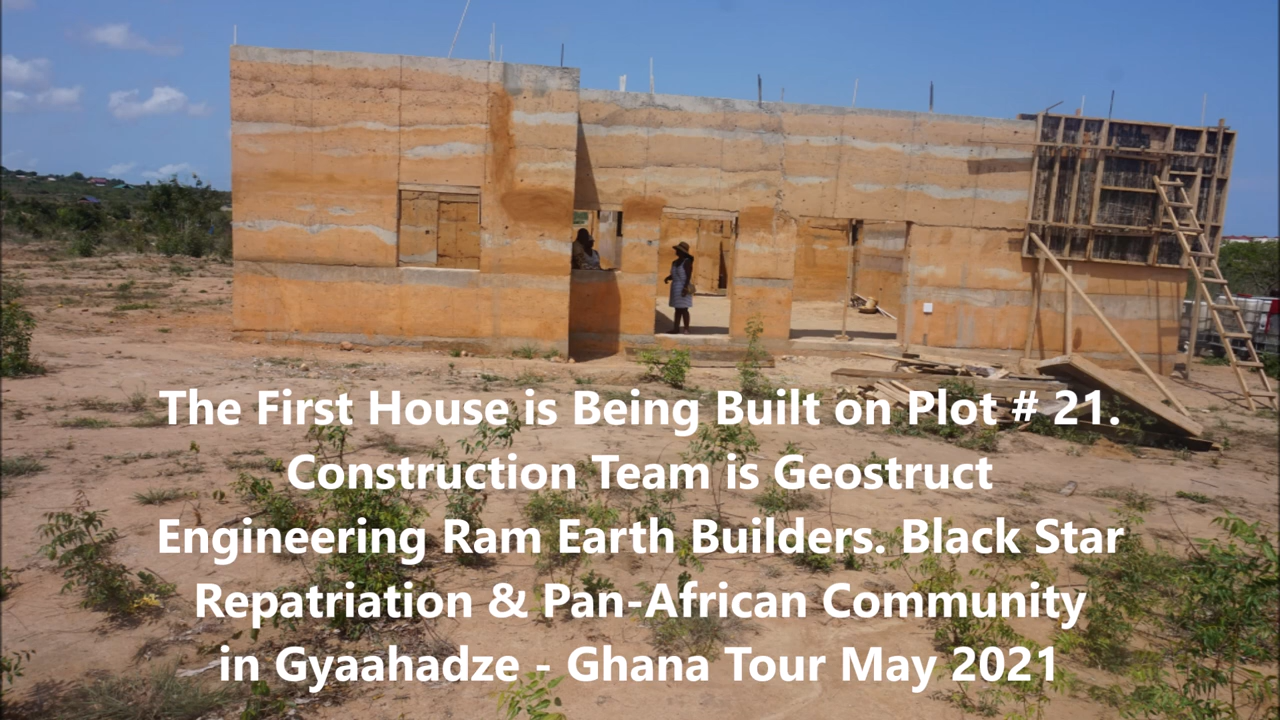 The First House is Being Built on Plot # 21.
Construction Team is Geostruct
Engineering Ram Earth Builders. Black Star
Repatriation & Pan-African Community
in Gyaahadze - Ghana Tour May 2021